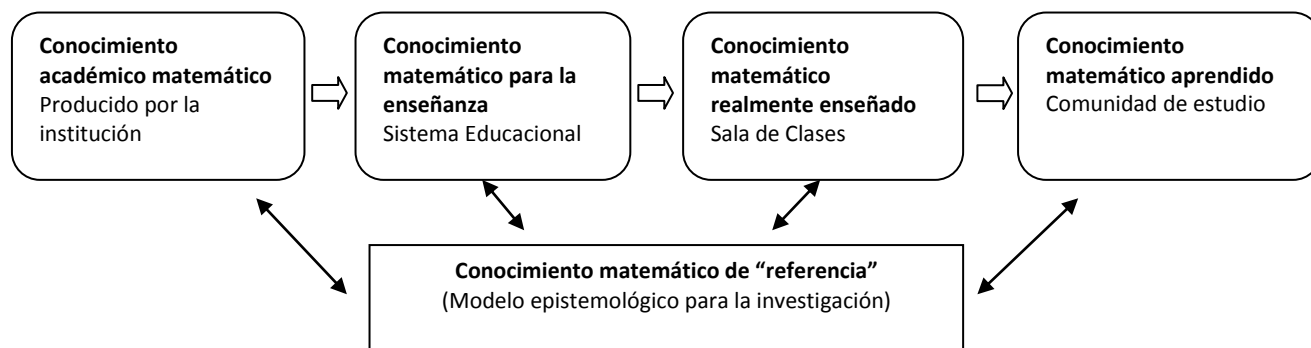 Conocimiento
académico matemático
Producido por la
institución
Conocimiento
matemático para la
enseñanza
Sistema Educacional
Conocimiento
matemático
realmente enseñado
Sala de Clases
Conocimiento
matemático aprendido
Comunidad de estudio
Conocimiento matemático de “referencia”
(Modelo epistemológico para la investigación)